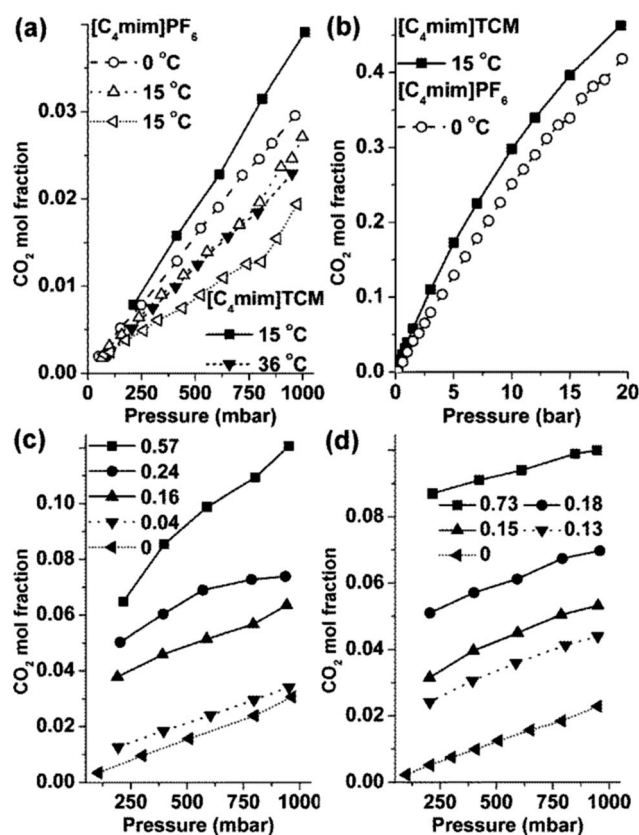 (a)
[C₄mim]PF₆
0 °C
15 °C
15 °C
0.03
0.02
0.01
0.00
CO₂ mol fraction
[C₄mim]TCM
15 °C
36 °C
250
500
750
1000
Pressure (mbar)
(b)
[C₄mim]TCM
15 °C
[C₄mim]PF₆
0 °C
0.4
0.3
0.2
0.1
0.0
CO₂ mol fraction
0
5
10
15
20
Pressure (bar)
(c)
0.57
0.24
0.16
0.04
0
0.10
0.08
0.06
0.04
0.02
0.00
CO₂ mol fraction
250
500
750
1000
Pressure (mbar)
(d)
0.73
0.18
0.15
0.13
0
0.10
0.08
0.06
0.04
0.02
0.00
CO₂ mol fraction
250
500
750
1000
Pressure (mbar)